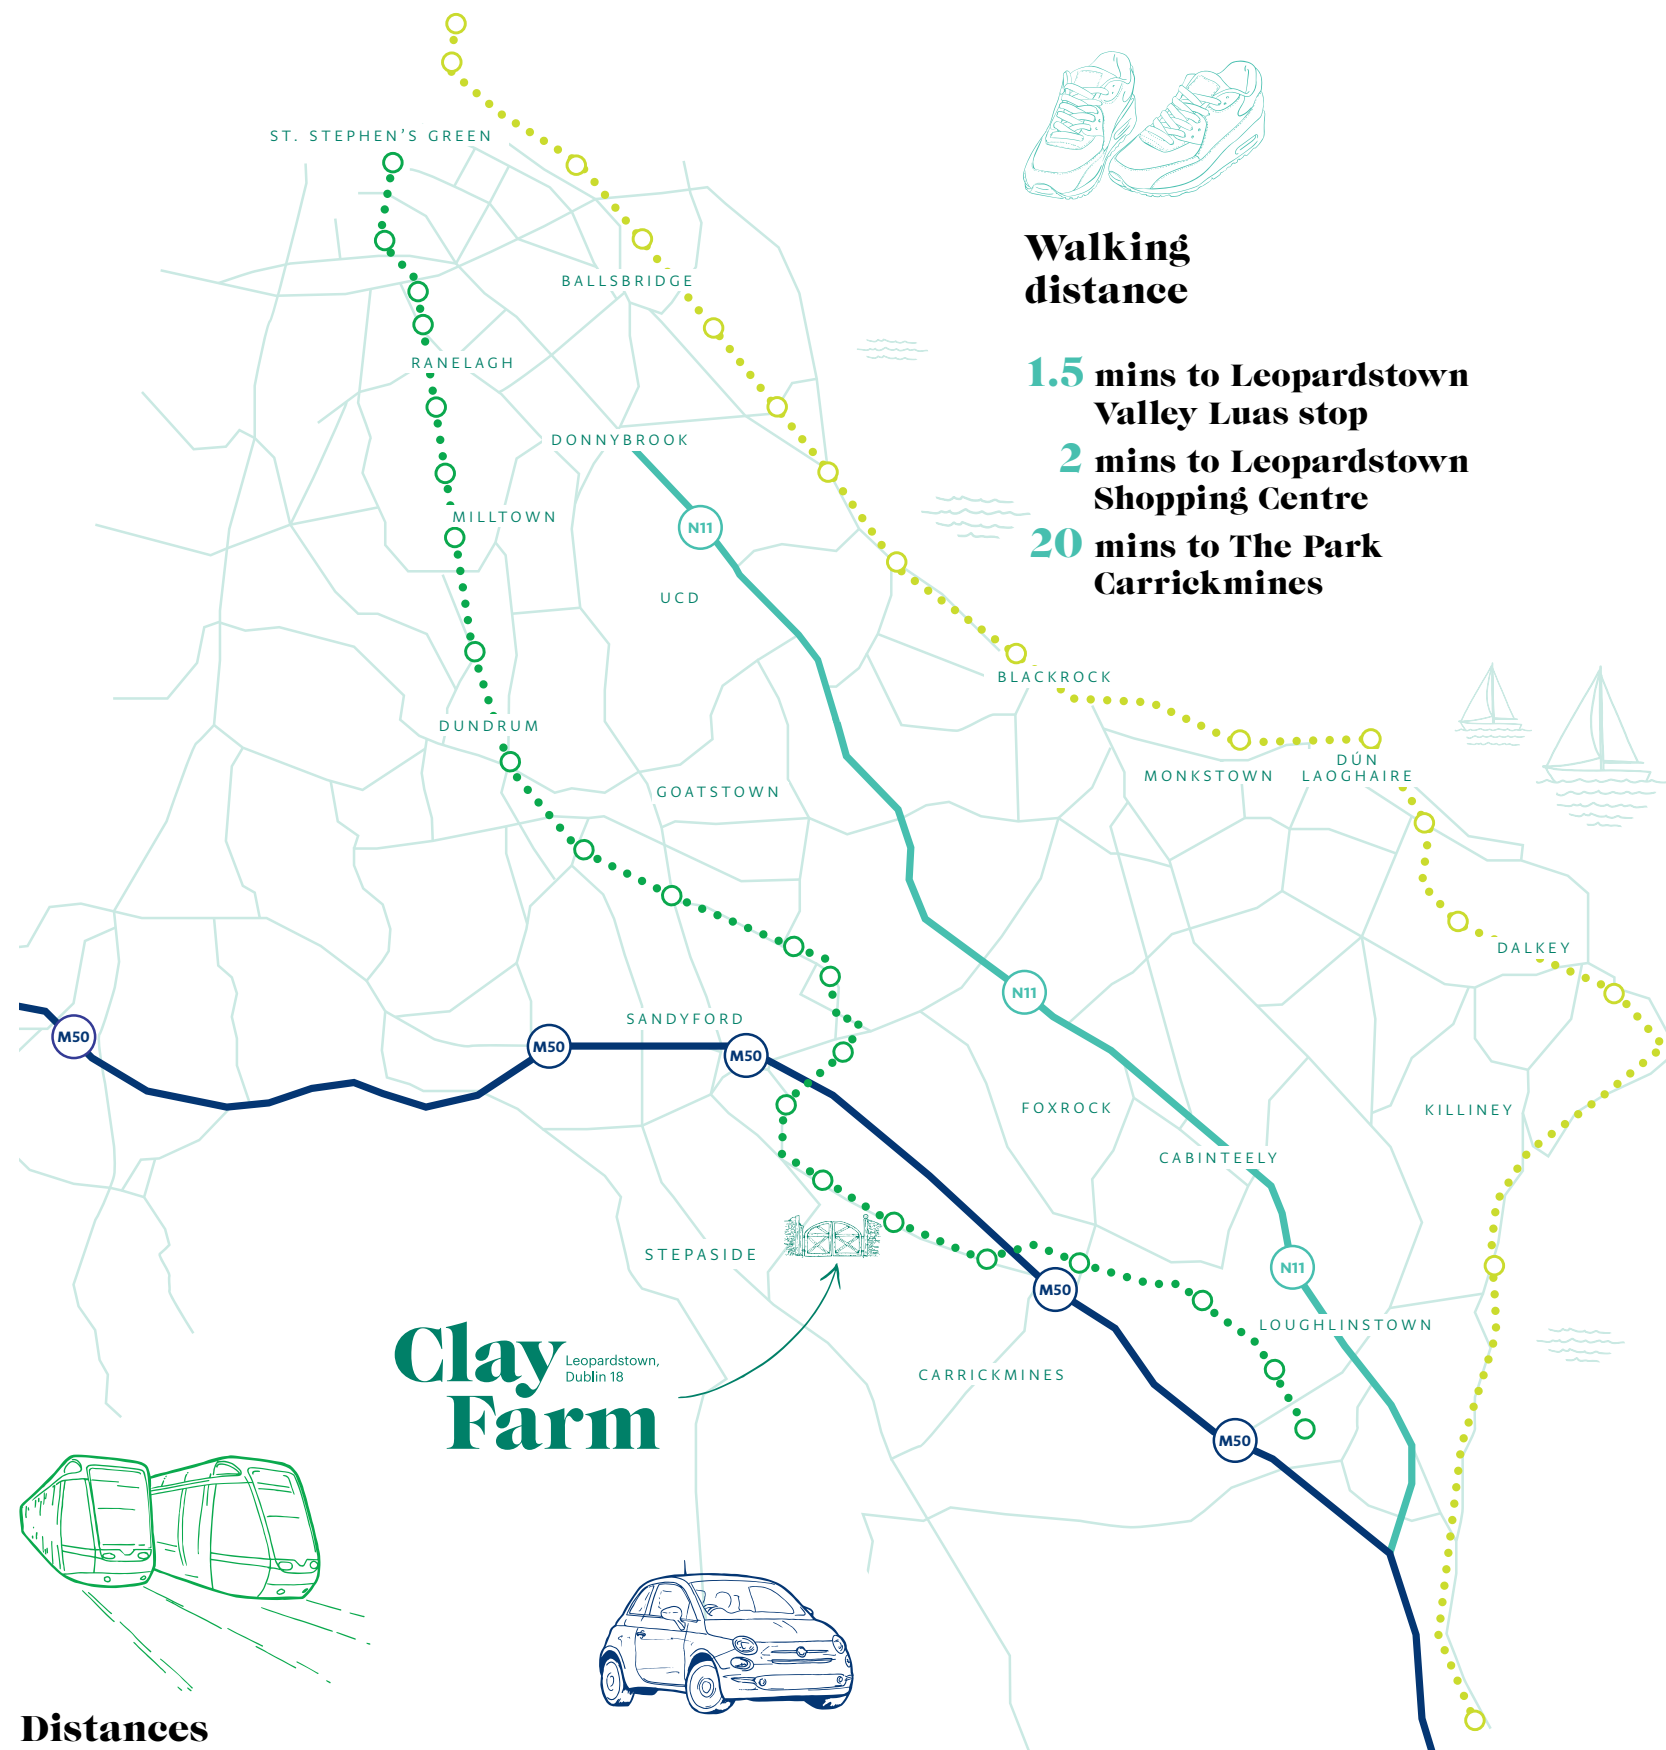 ST. STEPHEN'S GREEN
Walking
distance
BALLSBRIDGE
RANELAGH
1.5 mins to Leopardstown
Valley Luas stop
DONNYBROOK
2 mins to Leopardstown
Shopping Centre
MILLTOWN
N11
20 mins to The Park
Carrickmines
UCD
BLACKROCK
DUNDRUM
GOATSTOWN
MONKSTOWN
DÚN
LAOGHAIRE
DALKEY
N11
SANDYFORD
M50
M50
M50
FOXROCK
KILLINEY
CABINTEELY
STEPASIDE
N11
M50
LOUGHLINSTOWN
Clay
Farm
Leopardstown,
Dublin 18
CARRICKMINES
M50
Distances